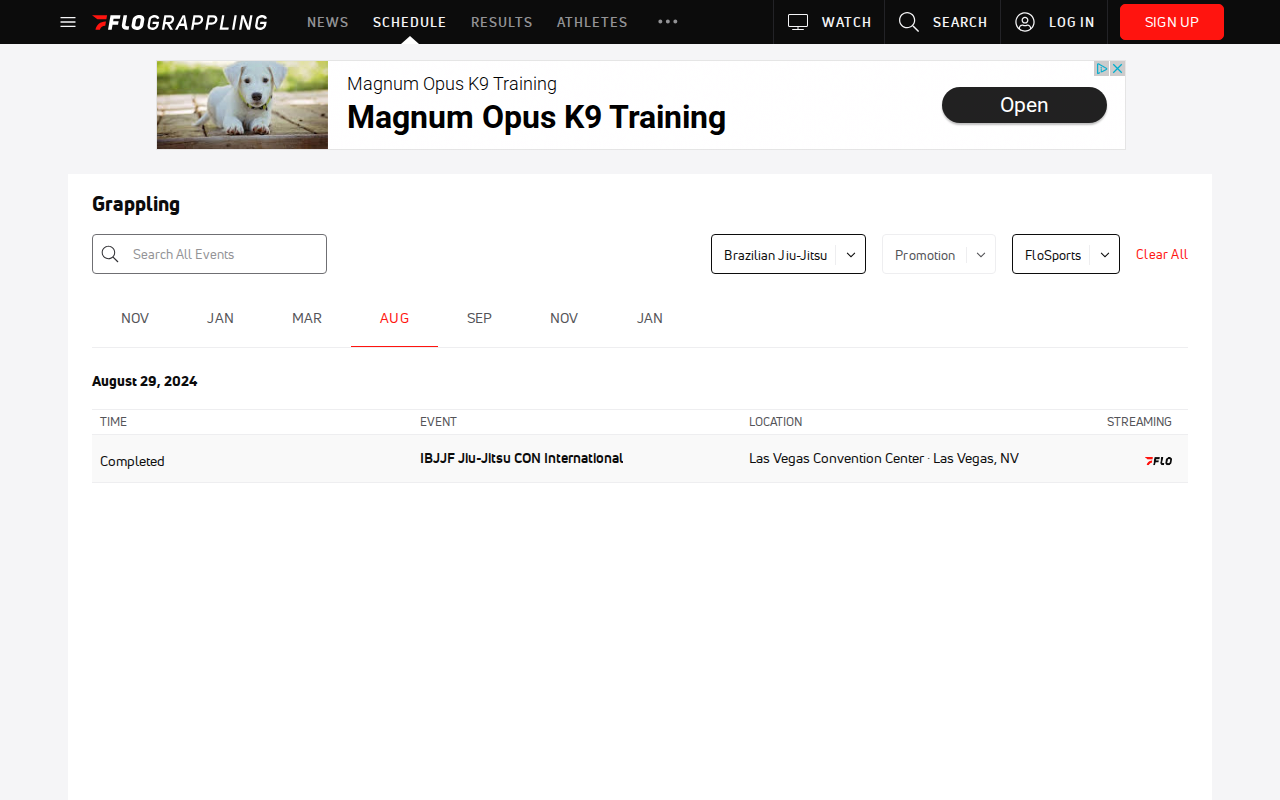 FLOGRAPPLING NEWS SCHEDULE RESULTS ATHLETES WATCH SEARCH LOG IN SIGN UP
Magnum Opus K9 Training
Magnum Opus K9 Training
Open
Grappling
Search All Events Brazilian Jiu-Jitsu Promotion FloSports Clear All
NOV JAN MAR AUG SEP NOV JAN
August 29, 2024
TIME EVENT LOCATION STREAMING
Completed IBJJF Jiu-Jitsu CON International Las Vegas Convention Center · Las Vegas, NV FLO